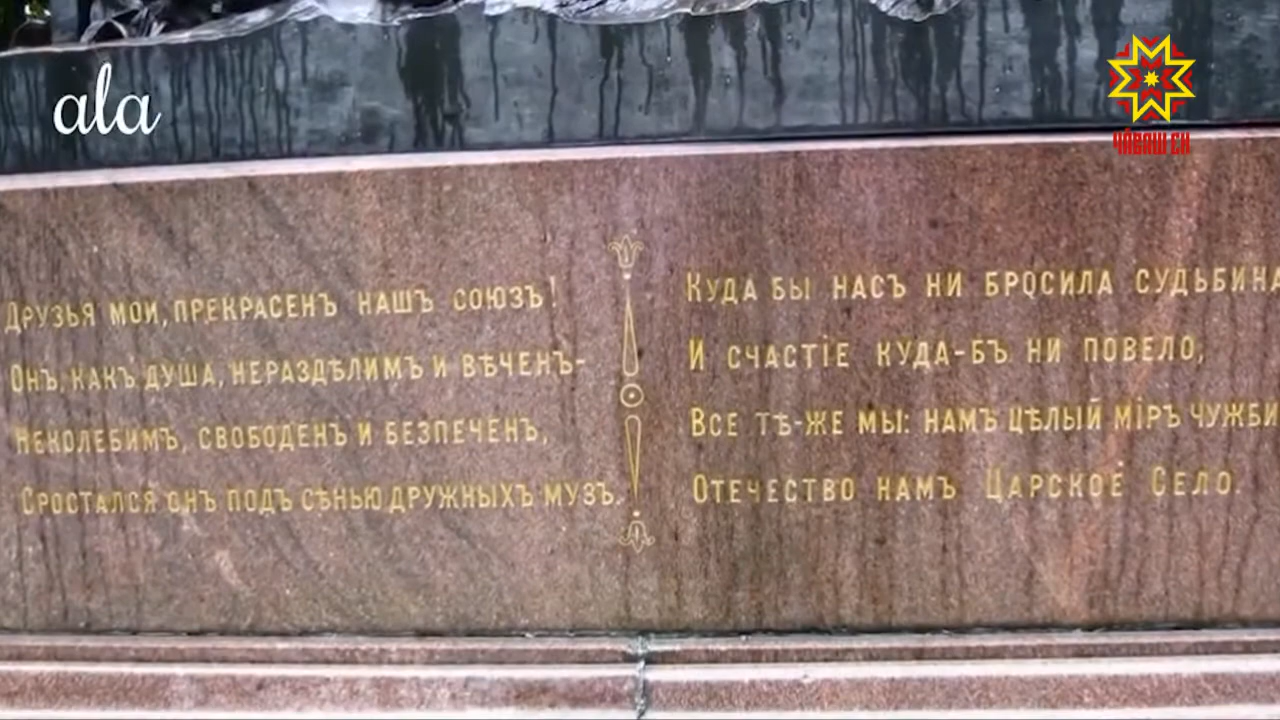 ala
ЧӐВАШ ЕН
Друзья мои, прекрасенъ нашъ союзъ!
Онъ, какъ душа, нераздѣлимъ и вѣченъ-
Неколебимъ, свободенъ и безпеченъ,
Сростался онъ подъ сѣнью дружныхъ музъ.
Куда бы насъ ни бросила судьбина
И счастіе куда-бъ ни повело,
Все тѣ-же мы: намъ цѣлый міръ чужби
Отечество намъ Царское Село.